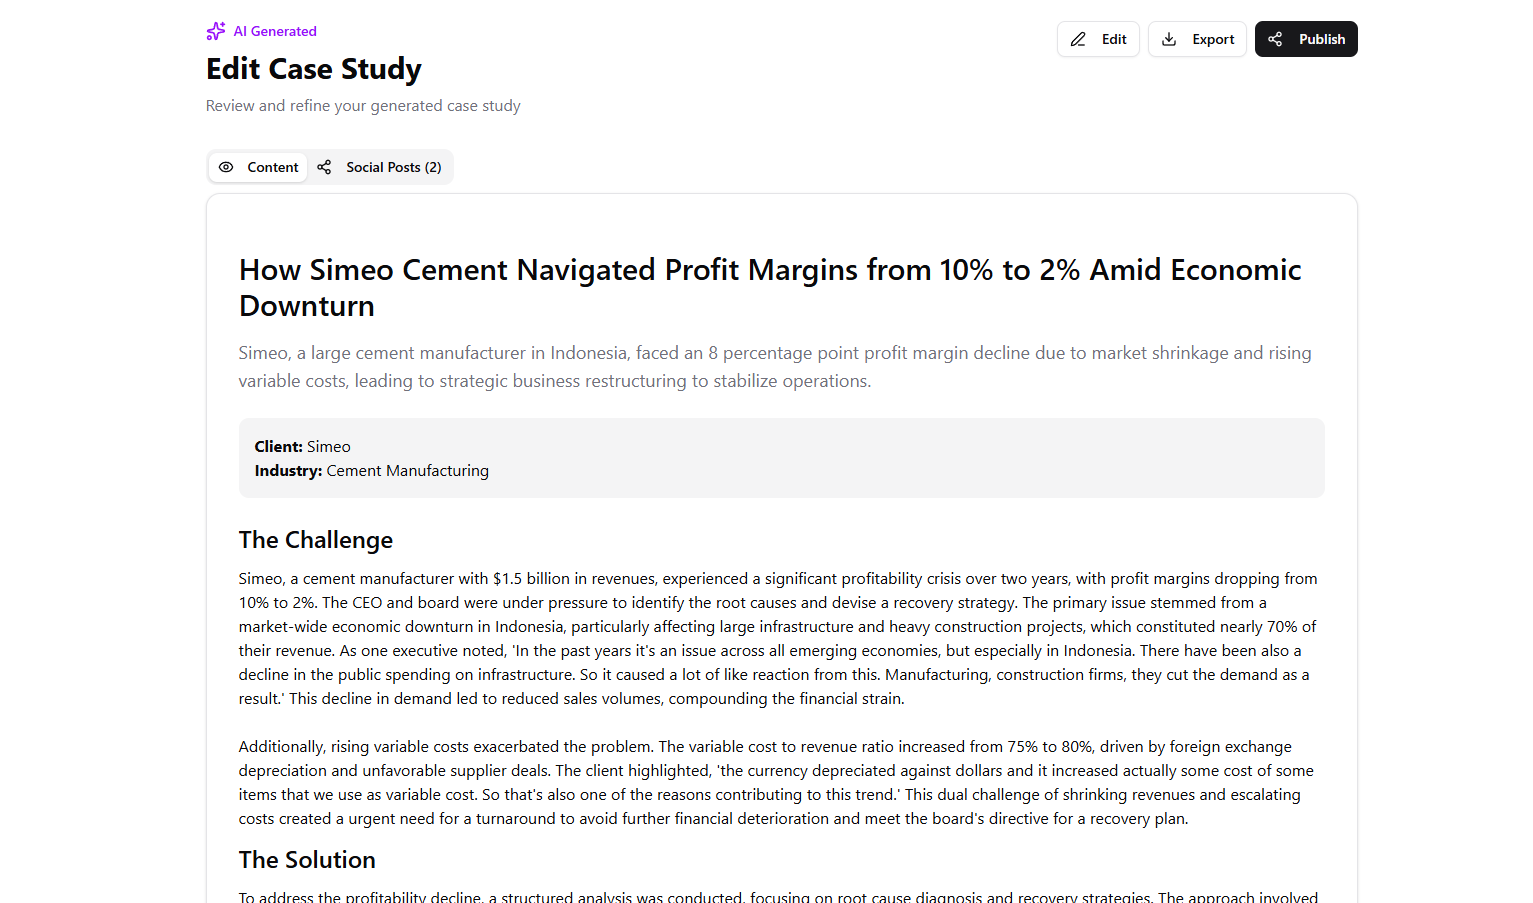 AI Generated
Edit Case Study
Review and refine your generated case study
Edit
Export
Publish
Content
Social Posts (2)
How Simeo Cement Navigated Profit Margins from 10% to 2% Amid Economic
Downturn
Simeo, a large cement manufacturer in Indonesia, faced an 8 percentage point profit margin decline due to market shrinkage and rising
variable costs, leading to strategic business restructuring to stabilize operations.
Client: Simeo
Industry: Cement Manufacturing
The Challenge
Simeo, a cement manufacturer with $1.5 billion in revenues, experienced a significant profitability crisis over two years, with profit margins dropping from
10% to 2%. The CEO and board were under pressure to identify the root causes and devise a recovery strategy. The primary issue stemmed from a
market-wide economic downturn in Indonesia, particularly affecting large infrastructure and heavy construction projects, which constituted nearly 70% of
their revenue. As one executive noted, 'In the past years it's an issue across all emerging economies, but especially in Indonesia. There have been also a
decline in the public spending on infrastructure. So it caused a lot of like reaction from this. Manufacturing, construction firms, they cut the demand as a
result.' This decline in demand led to reduced sales volumes, compounding the financial strain.
Additionally, rising variable costs exacerbated the problem. The variable cost to revenue ratio increased from 75% to 80%, driven by foreign exchange
depreciation and unfavorable supplier deals. The client highlighted, 'the currency depreciated against dollars and it increased actually some cost of some
items that we use as variable cost. So that's also one of the reasons contributing to this trend.' This dual challenge of shrinking revenues and escalating
costs created a urgent need for a turnaround to avoid further financial deterioration and meet the board's directive for a recovery plan.
The Solution
To address the profitability decline, a structured analysis was conducted, focusing on root cause diagnosis and recovery strategies. The approach involved